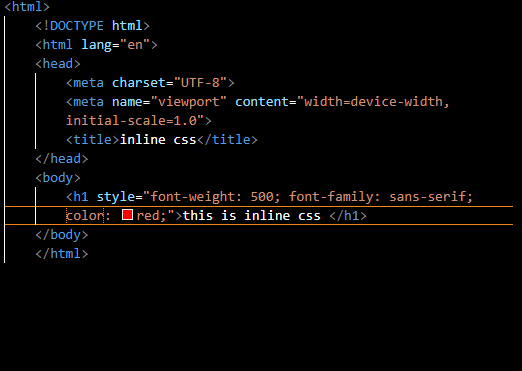 <html>
<!DOCTYPE html>
<html lang="en">
<head>
<meta charset="UTF-8">
<meta name="viewport" content="width=device-width,
initial-scale=1.0">
<title>inline css</title>
</head>
<body>
<h1 style="font-weight: 500; font-family: sans-serif;
color: red;">this is inline css </h1>
</body>
</html>